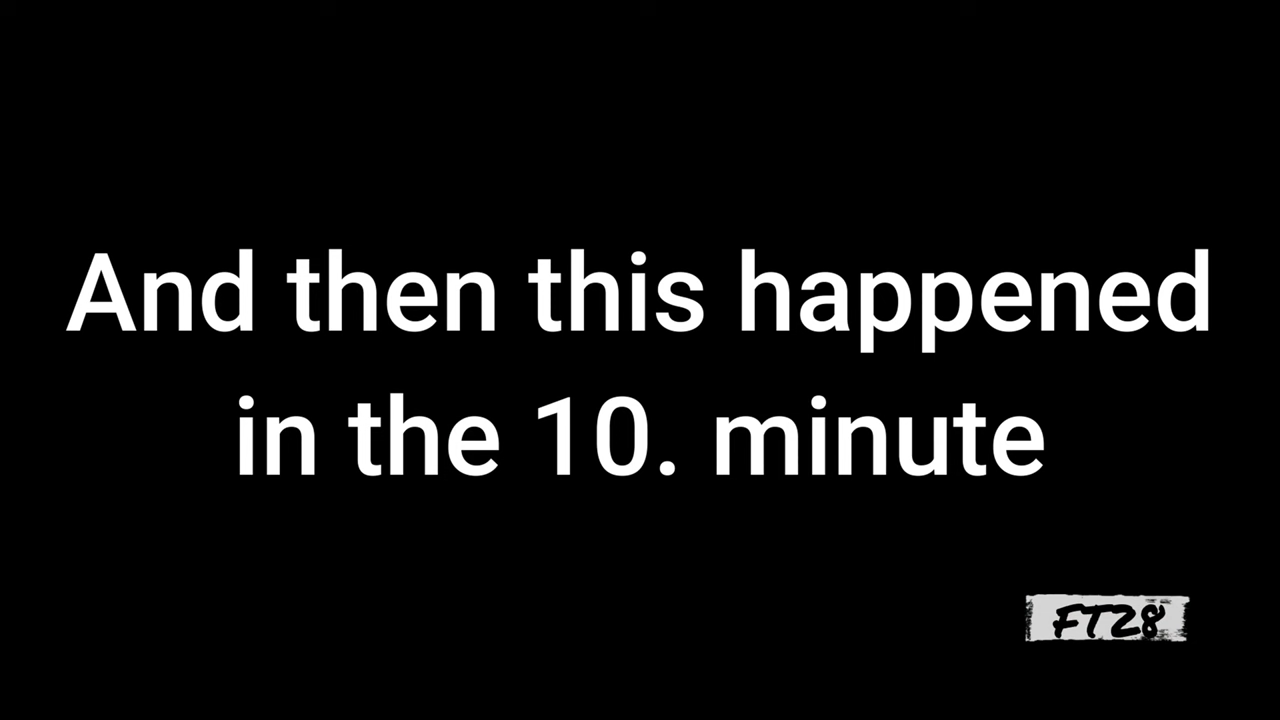 And then this happened
in the 10. minute
FT28